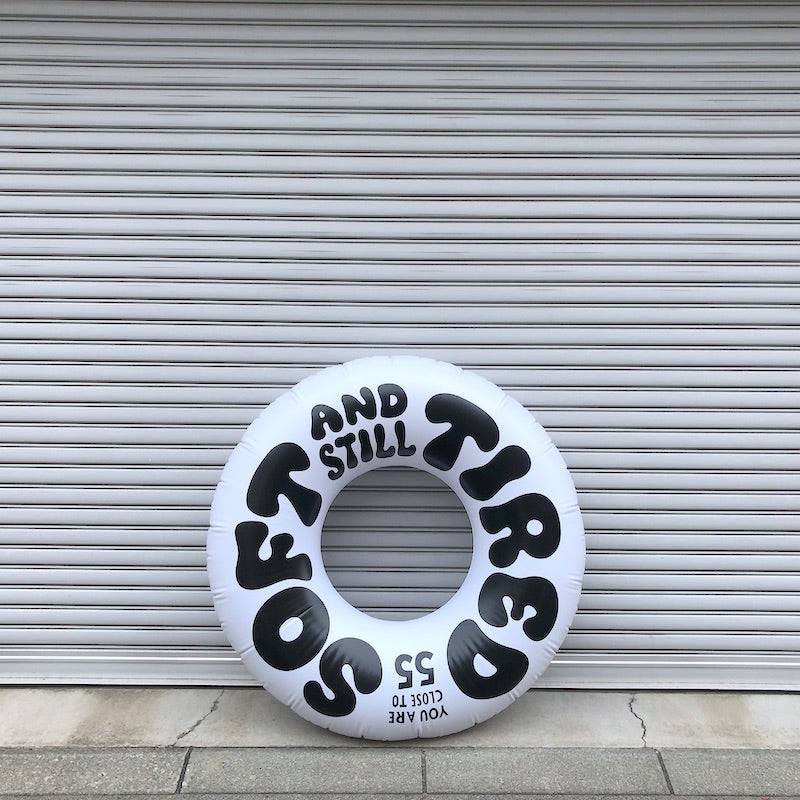 SOFT
AND
STILL
TIRED
YOU ARE
CLOSE TO
55